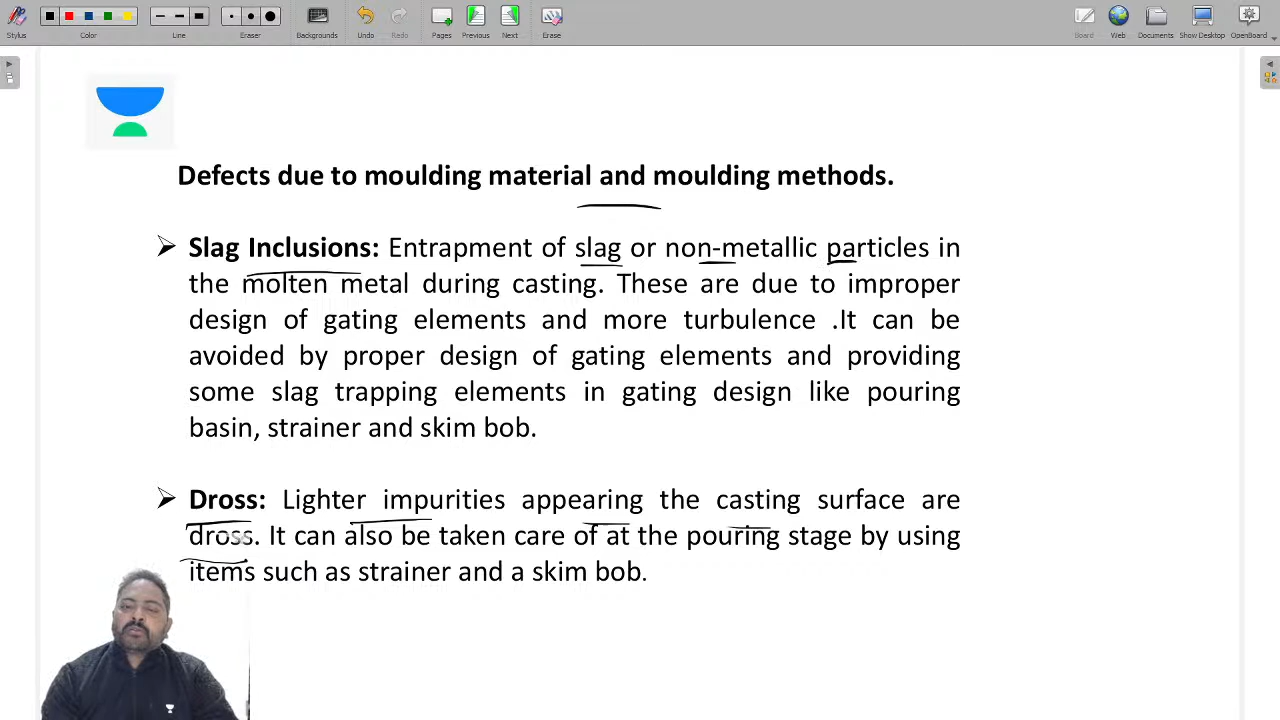 Stylus
Color
Line
Eraser
Backgrounds
Undo
Redo
Pages
Previous
Next
Erase
Board
Web
Documents
Show Desktop
OpenBoard
Defects due to moulding material and moulding methods.
➢ Slag Inclusions: Entrapment of slag or non-metallic particles in
the molten metal during casting. These are due to improper
design of gating elements and more turbulence .It can be
avoided by proper design of gating elements and providing
some slag trapping elements in gating design like pouring
basin, strainer and skim bob.
➢ Dross: Lighter impurities appearing the casting surface are
dross. It can also be taken care of at the pouring stage by using
items such as strainer and a skim bob.